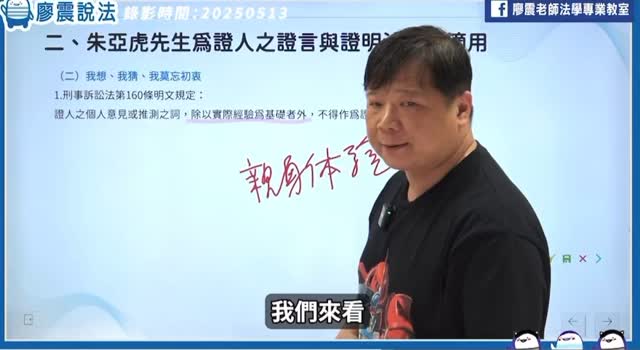 廖震說法
錄影時間:20250513
廖震老師法學專業教室
二、朱亞虎先生為證人之證言與證明
用
（二）我想、我猜、我莫忘初衷
1.刑事訴訟法第160條明文規定：
證人之個人意見或推測之詞，除以實際經驗為基礎者外，不得作為
親身体
我們來看